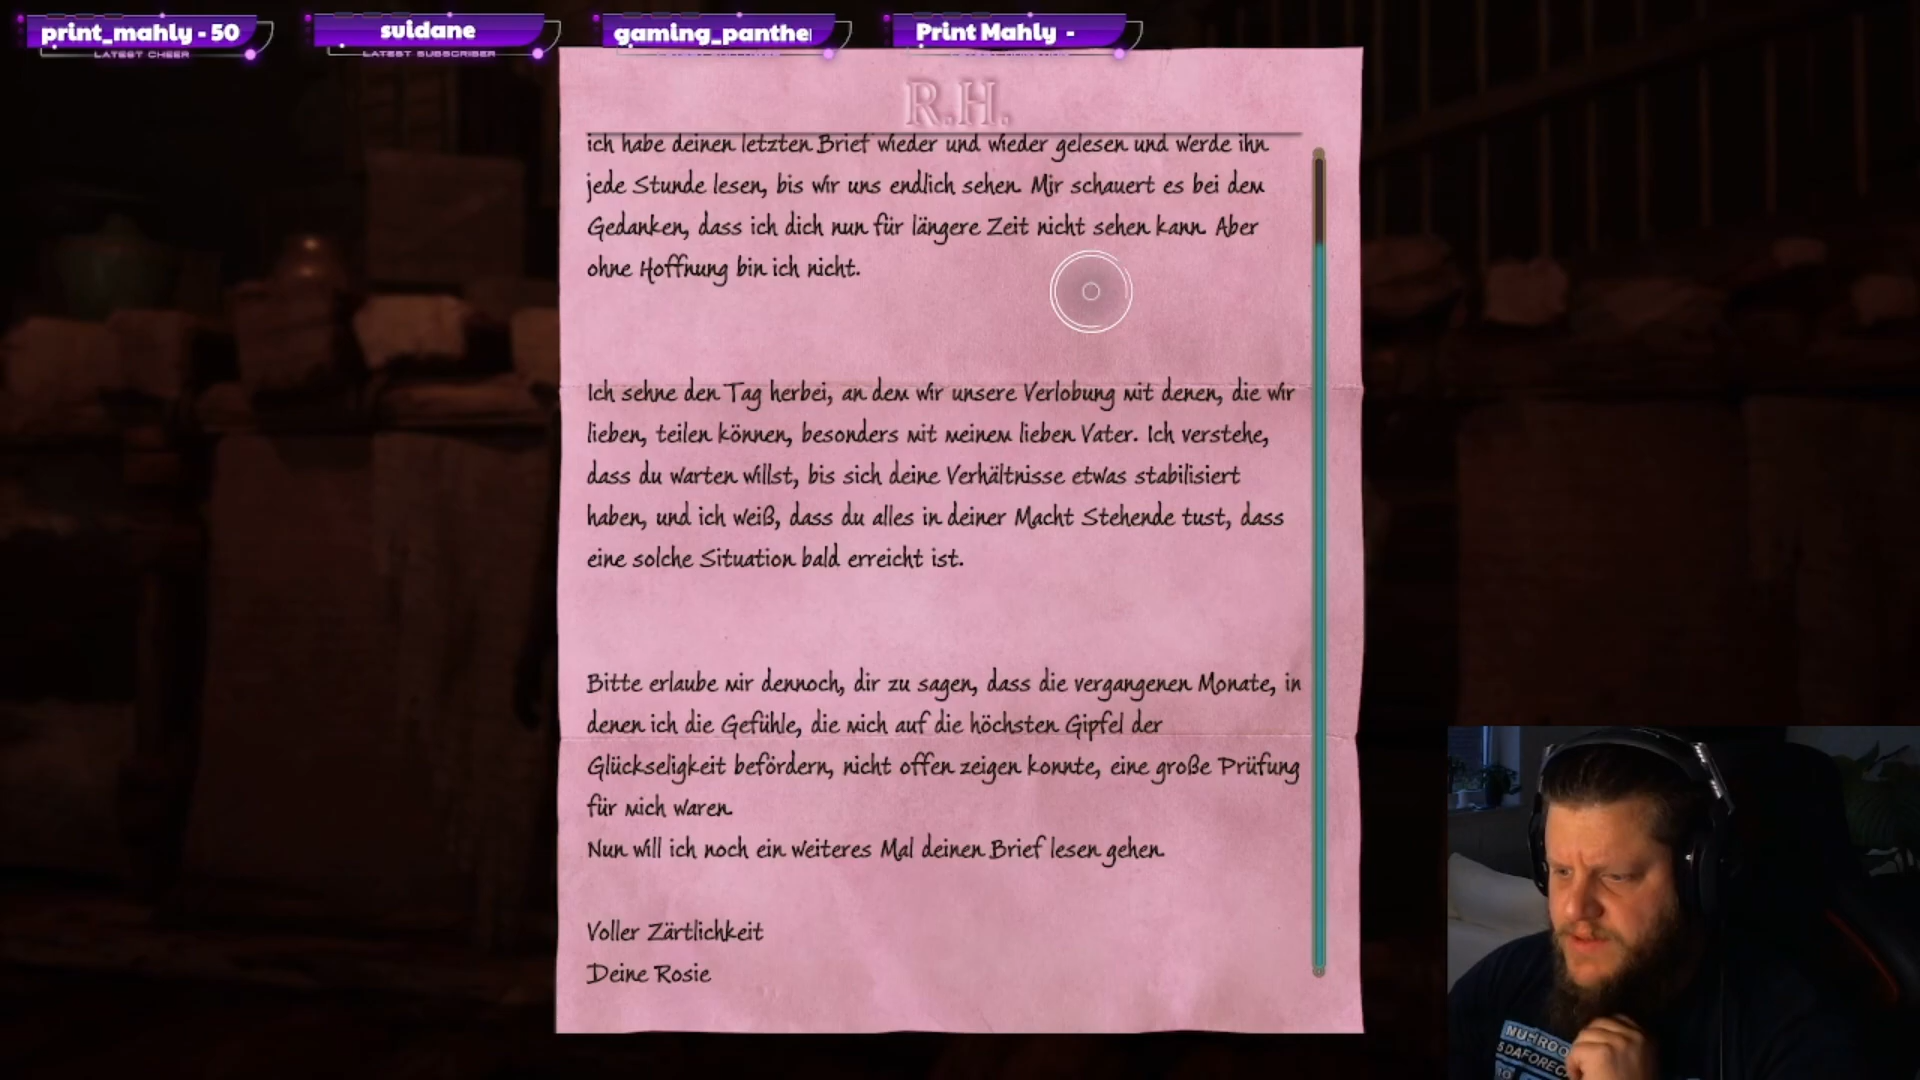 print_mahly - 50
LATEST CHEER
suidane
LATEST SUBSCRIBER
gaming_panthe
Print Mahly -
R.H.
ich habe deinen letzten Brief wieder und wieder gelesen und werde ihn
jede Stunde lesen, bis wir uns endlich sehen. Mir schauert es bei dem
Gedanken, dass ich dich nun für längere Zeit nicht sehen kann. Aber
ohne Hoffnung bin ich nicht.
Ich sehne den Tag herbei, an dem wir unsere Verlobung mit denen, die wir
lieben, teilen können, besonders mit meinem lieben Vater. Ich verstehe,
dass du warten willst, bis sich deine Verhältnisse etwas stabilisiert
haben, und ich weiß, dass du alles in deiner Macht Stehende tust, dass
eine solche Situation bald erreicht ist.
Bitte erlaube mir dennoch, dir zu sagen, dass die vergangenen Monate, in
denen ich die Gefühle, die mich auf die höchsten Gipfel der
Glückseligkeit befördern, nicht offen zeigen konnte, eine große Prüfung
für mich waren.
Nun will ich noch ein weiteres Mal deinen Brief lesen gehen.
Voller Zärtlichkeit
Deine Rosie